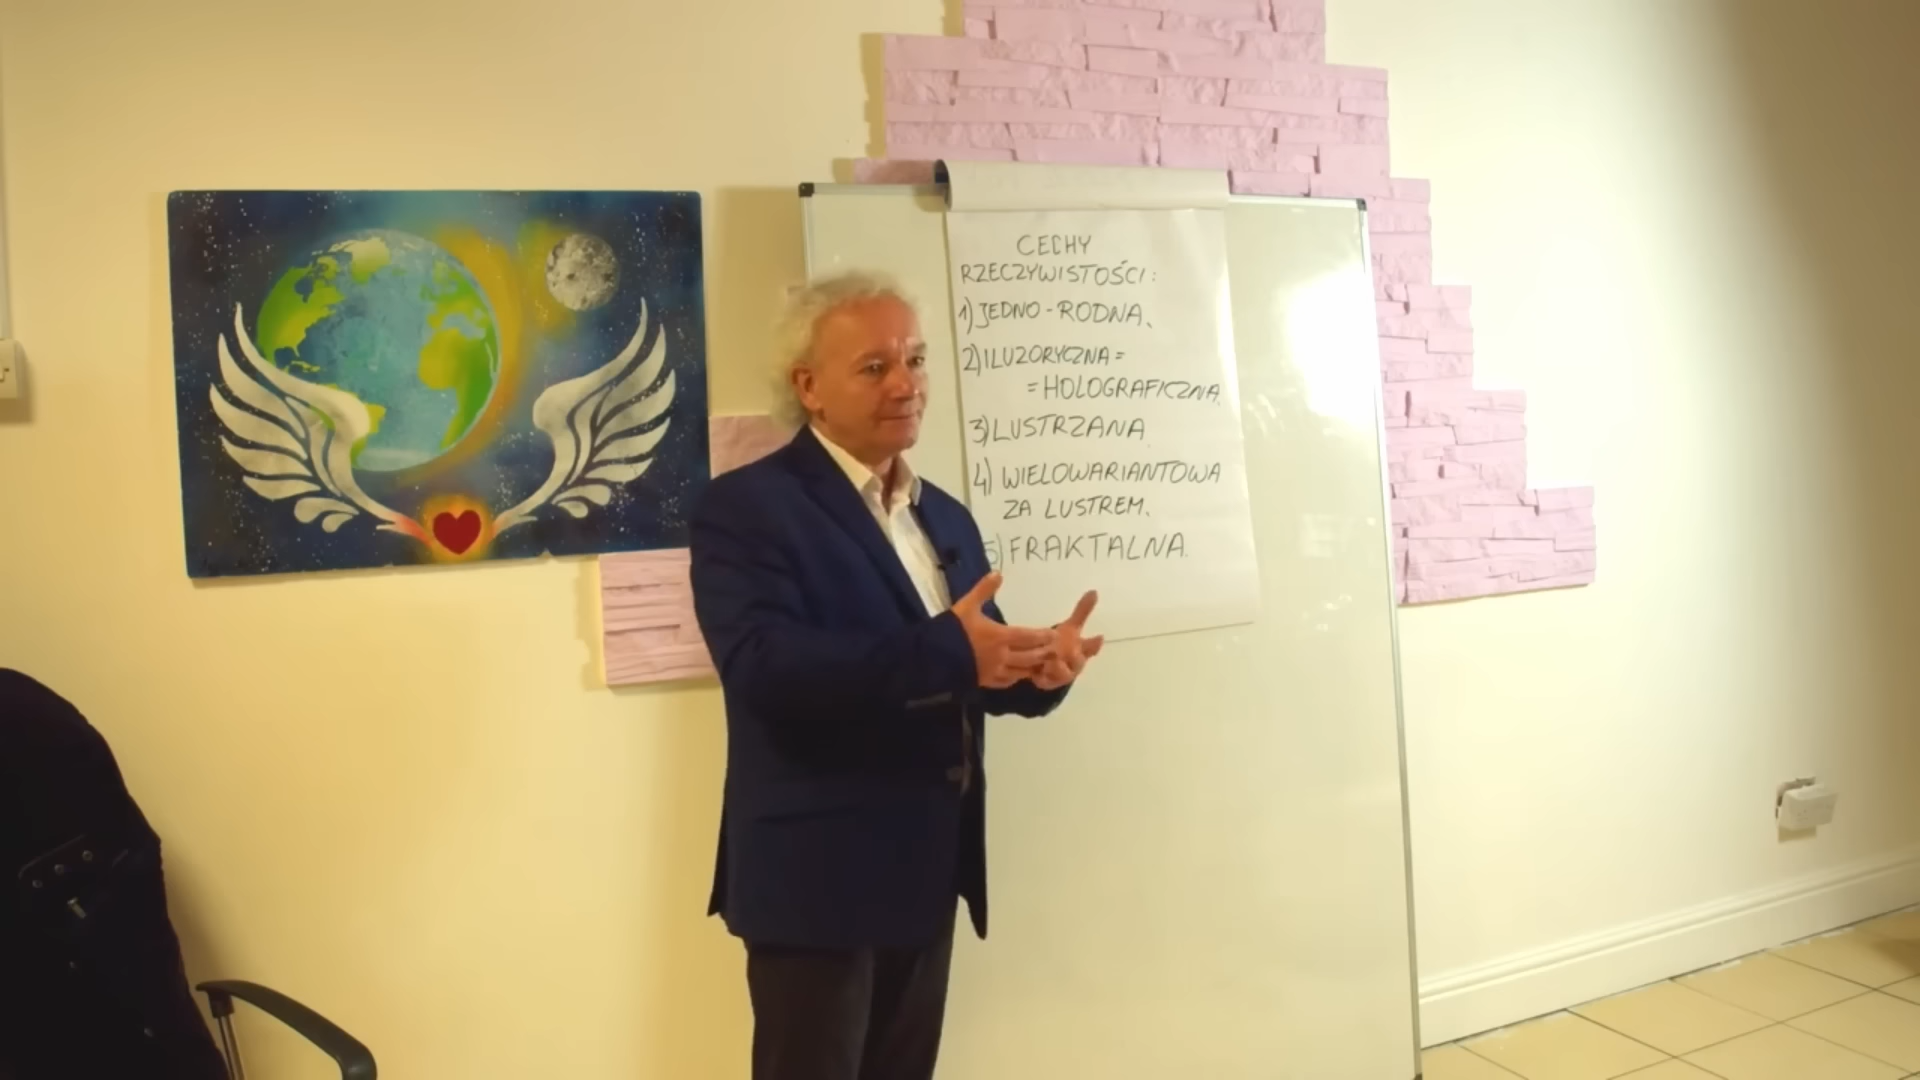 CECHY
RZECZYWISTOŚCI:
1) JEDNO-RODNA.
2) ILUZORYCZNA =
= HOLOGRAFICZNA.
3) LUSTRZANA
4) WIELOWARIANTOWA
ZA LUSTREM.
5) FRAKTALNA.